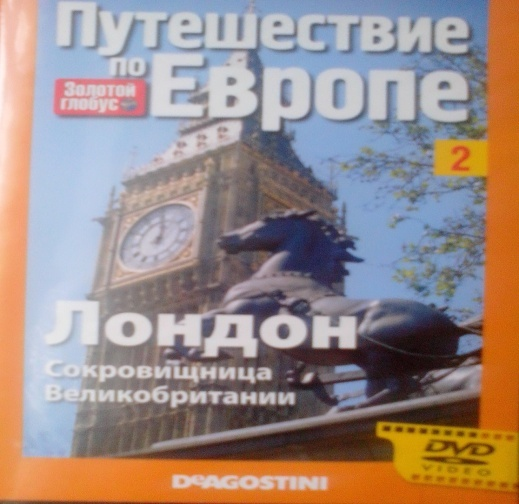 Путешествие
по Европе
Золотой
глобус
2
Лондон
Сокровищница
Великобритании
DVD
VIDEO
DeAGOSTINI